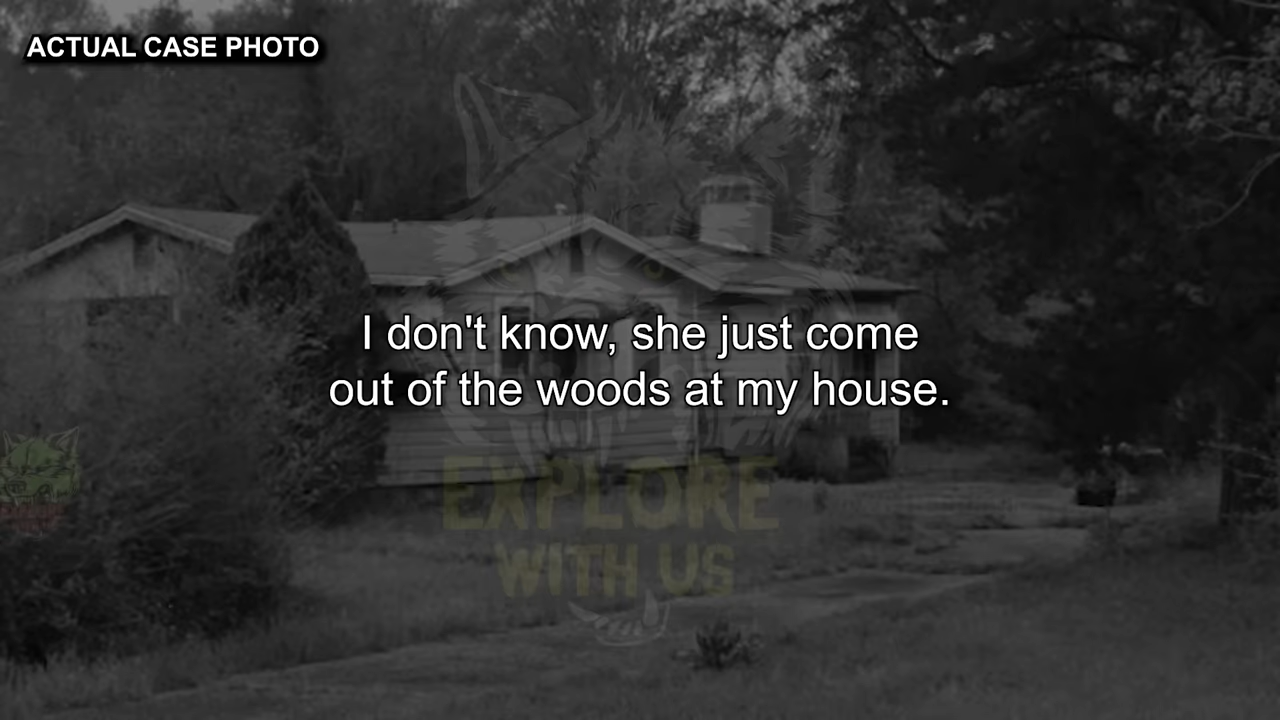 ACTUAL CASE PHOTO
I don't know, she just come
out of the woods at my house.
EXPLORE
WITH US